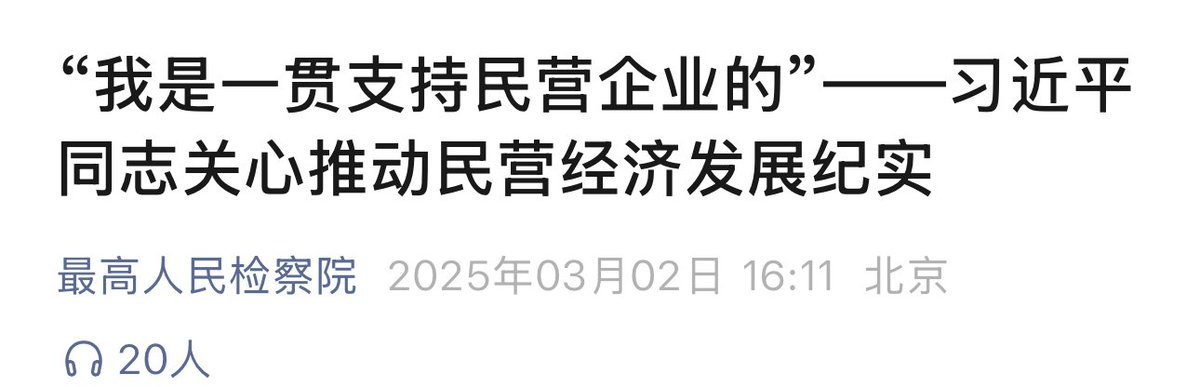 “我是一贯支持民营企业的”——习近平
同志关心推动民营经济发展纪实
最高人民检察院 2025年03月02日 16:11 北京
20人